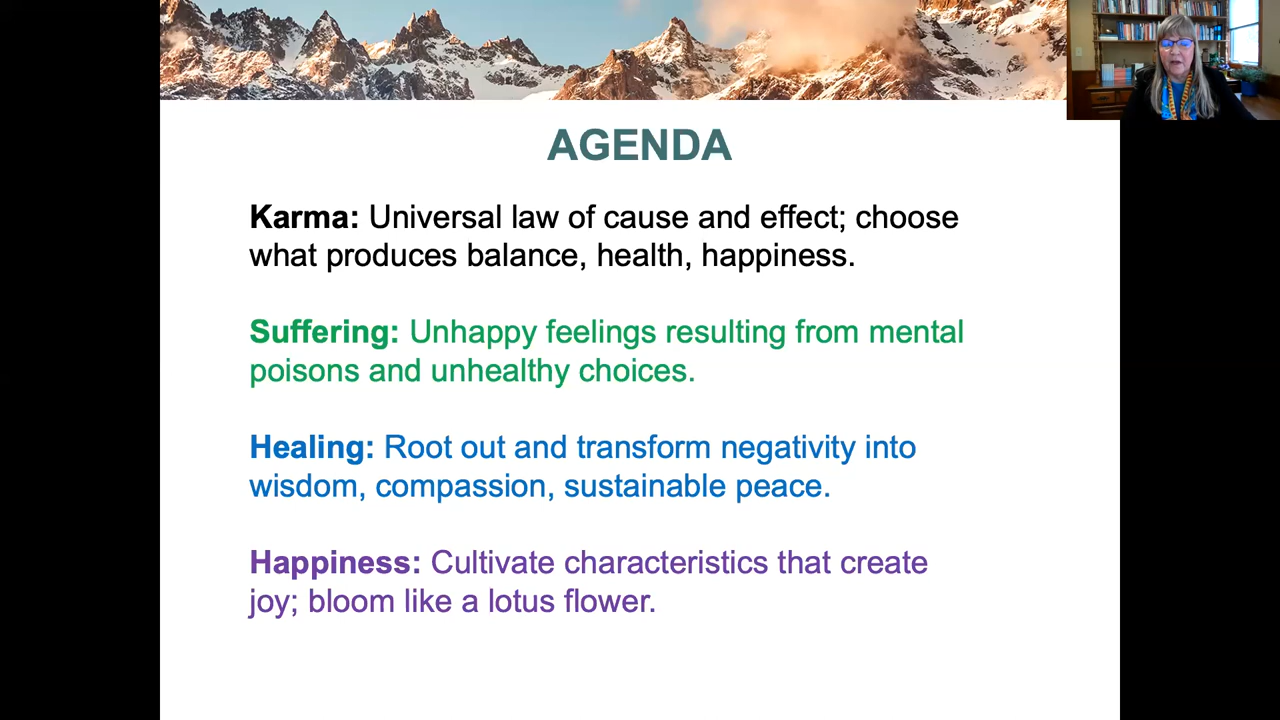 AGENDA
Karma: Universal law of cause and effect; choose
what produces balance, health, happiness.
Suffering: Unhappy feelings resulting from mental
poisons and unhealthy choices.
Healing: Root out and transform negativity into
wisdom, compassion, sustainable peace.
Happiness: Cultivate characteristics that create
joy; bloom like a lotus flower.